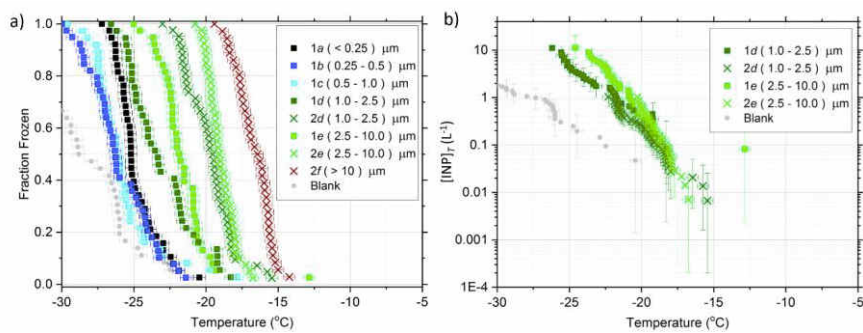 a)
1.0
0.8
0.6
0.4
0.2
0.0
Fraction Frozen
-30 -25 -20 -15 -10 -5
Temperature (°C)
1a ( < 0.25 ) μm
1b ( 0.25 - 0.5 ) μm
1c ( 0.5 - 1.0 ) μm
1d ( 1.0 - 2.5 ) μm
2d ( 1.0 - 2.5 ) μm
1e ( 2.5 - 10.0 ) μm
2e ( 2.5 - 10.0 ) μm
2f ( > 10 ) μm
Blank
b)
100
10
1
0.1
0.01
0.001
1E-4
[INP]T (L-1)
-30 -25 -20 -15 -10 -5
Temperature (°C)
1d ( 1.0 - 2.5 ) μm
2d ( 1.0 - 2.5 ) μm
1e ( 2.5 - 10.0 ) μm
2e ( 2.5 - 10.0 ) μm
Blank